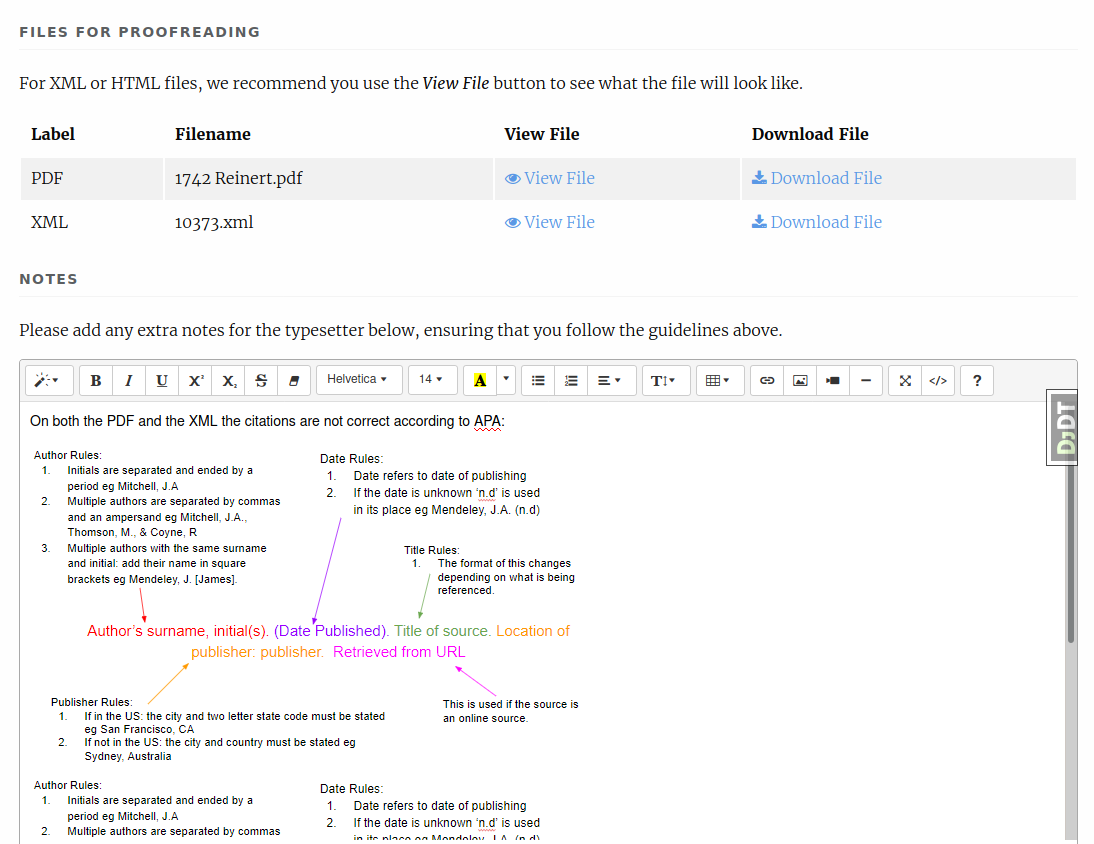 FILES FOR PROOFREADING
For XML or HTML files, we recommend you use the View File button to see what the file will look like.
Label Filename View File Download File
PDF 1742 Reinert.pdf View File Download File
XML 10373.xml View File Download File
NOTES
Please add any extra notes for the typesetter below, ensuring that you follow the guidelines above.
B I U X² X₂ S Helvetica 14 A T </> ?
On both the PDF and the XML the citations are not correct according to APA:
DJDT
Author Rules:
1. Initials are separated and ended by a
period eg Mitchell, J.A
2. Multiple authors are separated by commas
and an ampersand eg Mitchell, J.A.,
Thomson, M., & Coyne, R
3. Multiple authors with the same surname
and initial: add their name in square
brackets eg Mendeley, J. [James].
Date Rules:
1. Date refers to date of publishing
2. If the date is unknown 'n.d' is used
in its place eg Mendeley, J.A. (n.d)
Title Rules:
1. The format of this changes
depending on what is being
referenced.
Author's surname, initial(s). (Date Published). Title of source. Location of
publisher: publisher. Retrieved from URL
Publisher Rules:
1. If in the US: the city and two letter state code must be stated
eg San Francisco, CA
2. If not in the US: the city and country must be stated eg
Sydney, Australia
This is used if the source is
an online source.
Author Rules:
1. Initials are separated and ended by a
period eg Mitchell, J.A
2. Multiple authors are separated by commas
Date Rules:
1. Date refers to date of publishing
2. If the date is unknown 'n.d' is used
in its place eg Mendeley, J.A. (n.d)